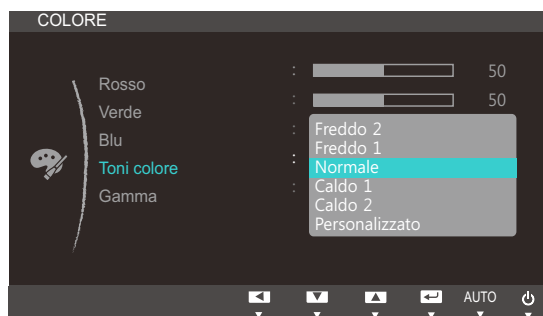 COLORE
Rosso : 50
Verde : 50
Blu :
Toni colore :
Gamma :
Freddo 2
Freddo 1
Normale
Caldo 1
Caldo 2
Personalizzato
AUTO